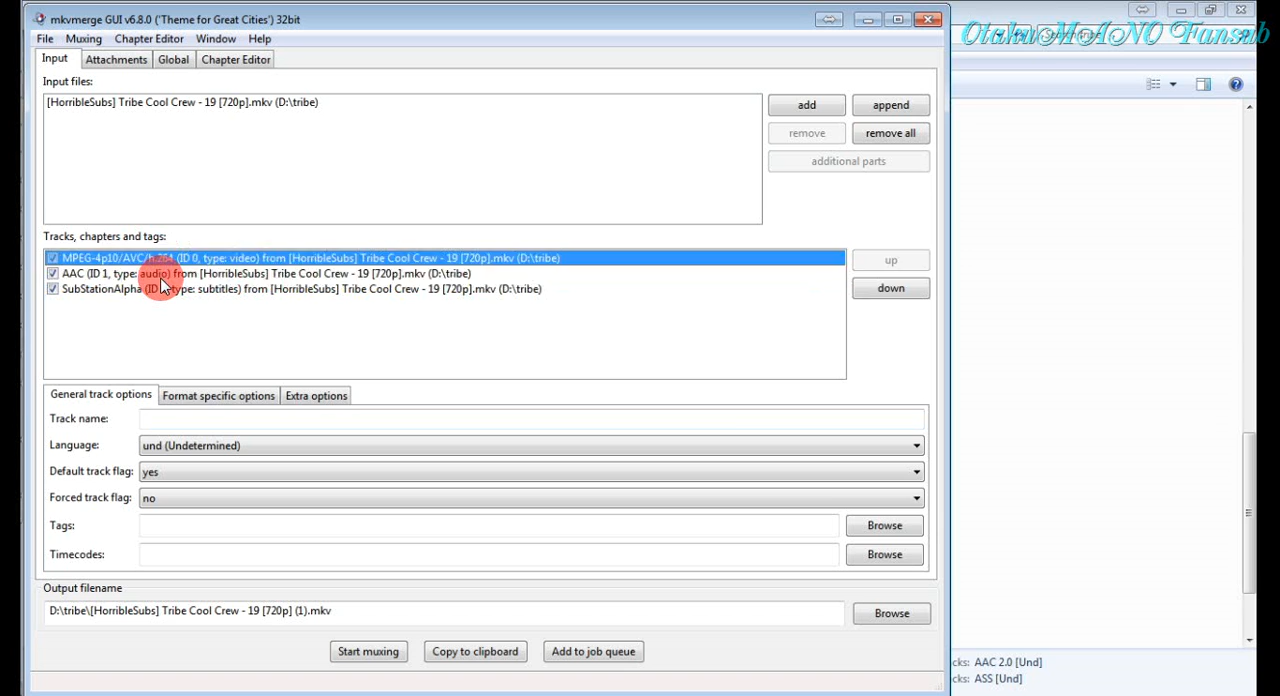 mkvmerge GUI v6.8.0 ('Theme for Great Cities') 32bit
OtakuMANO Fansub
File Muxing Chapter Editor Window Help
Input Attachments Global Chapter Editor
Input files:
[HorribleSubs] Tribe Cool Crew - 19 [720p].mkv (D:\tribe)
add append
remove remove all
additional parts
Tracks, chapters and tags:
MPEG-4p10/AVC/h.264 (ID 0, type: video) from [HorribleSubs] Tribe Cool Crew - 19 [720p].mkv (D:\tribe)
up
AAC (ID 1, type: audio) from [HorribleSubs] Tribe Cool Crew - 19 [720p].mkv (D:\tribe)
SubStationAlpha (ID type: subtitles) from [HorribleSubs] Tribe Cool Crew - 19 [720p].mkv (D:\tribe)
down
General track options Format specific options Extra options
Track name:
Language: und (Undetermined)
Default track flag: yes
Forced track flag: no
Tags: Browse
Timecodes: Browse
Output filename
D:\tribe\[HorribleSubs] Tribe Cool Crew - 19 [720p] (1).mkv Browse
Start muxing Copy to clipboard Add to job queue
cks: AAC 2.0 [Und]
cks: ASS [Und]